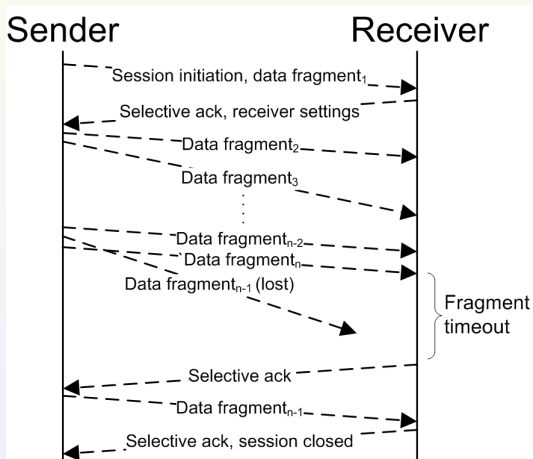 Sender
Receiver
Session initiation, data fragment₁
Selective ack, receiver settings
Data fragment₂
Data fragment₃
Data fragmentₙ₋₂
Data fragmentₙ
Data fragmentₙ₋₁ (lost)
Fragment
timeout
Selective ack
Data fragmentₙ₋₁
Selective ack, session closed